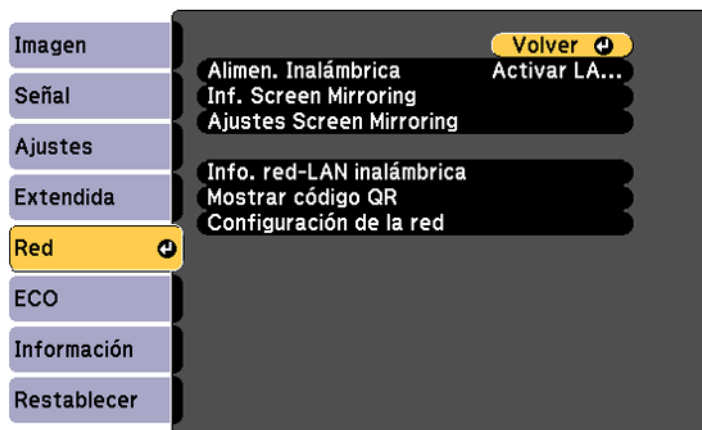 Imagen
Señal
Ajustes
Extendida
Red
ECO
Información
Restablecer
Volver
Alimen. Inalámbrica Activar LA...
Inf. Screen Mirroring
Ajustes Screen Mirroring
Info. red-LAN inalámbrica
Mostrar código QR
Configuración de la red